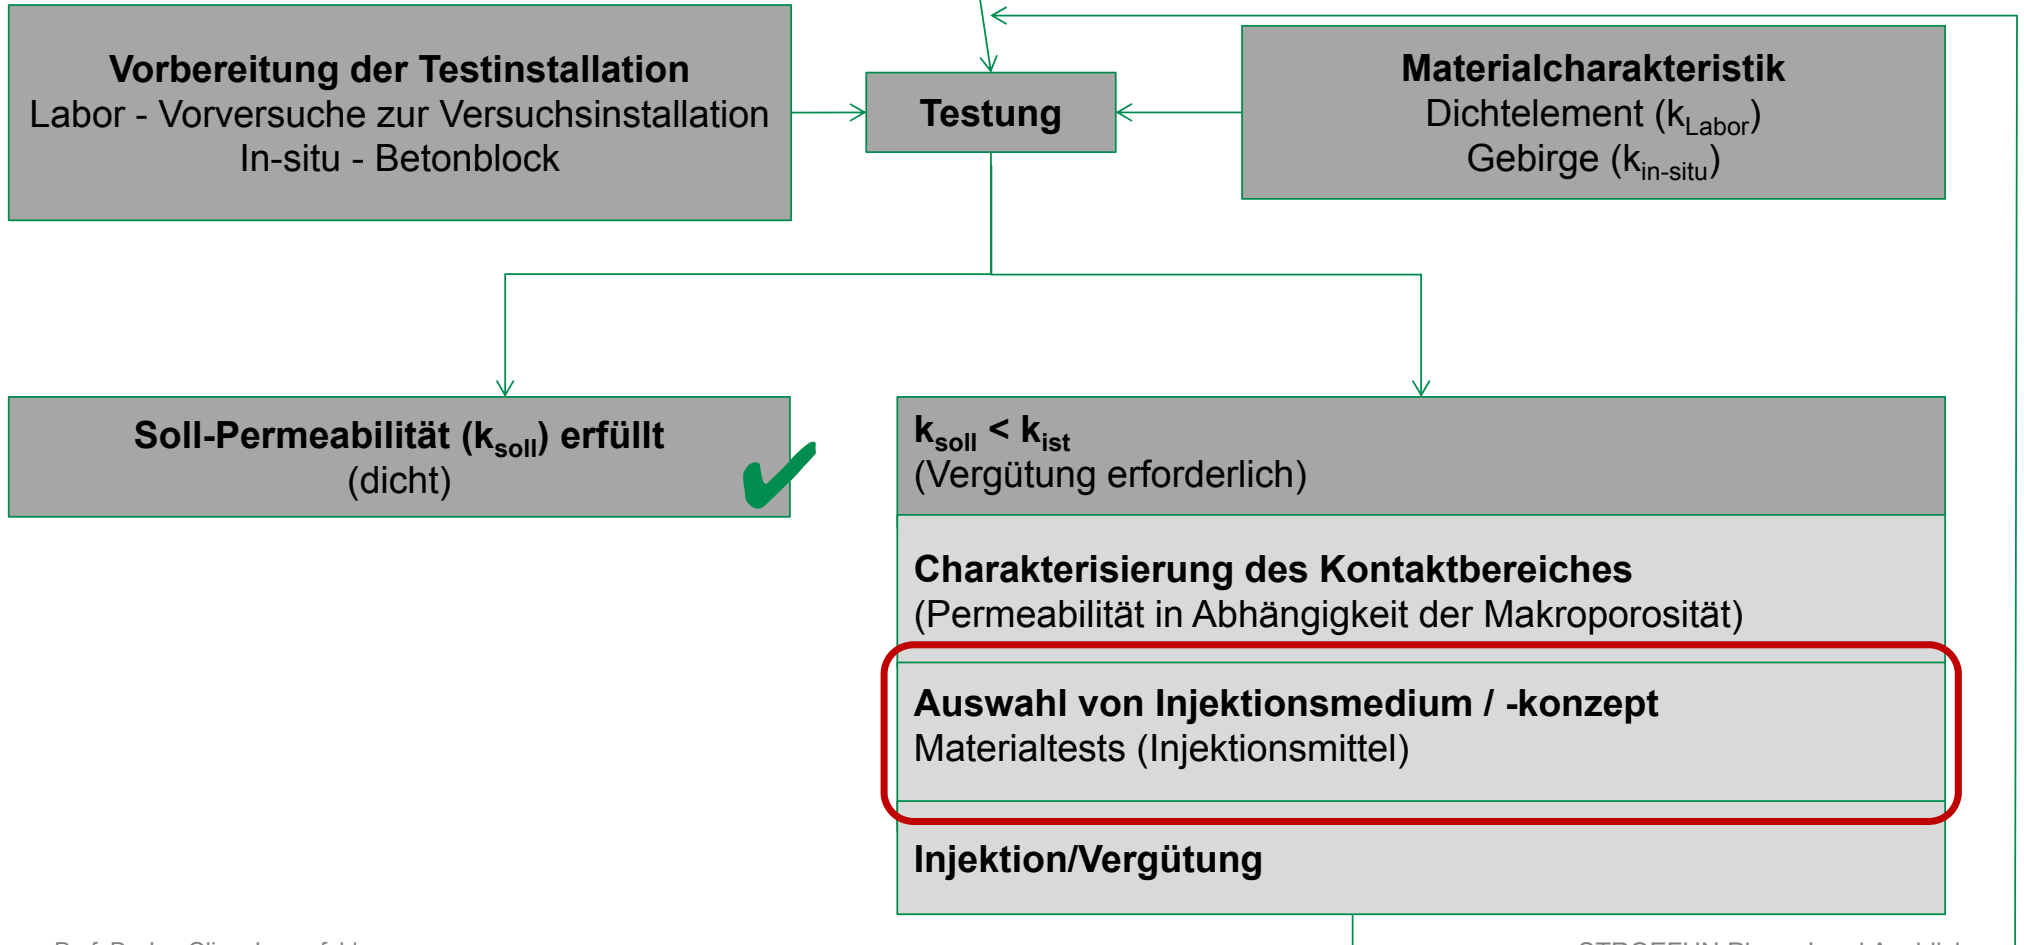 Vorbereitung der Testinstallation
Labor - Vorversuche zur Versuchsinstallation
In-situ - Betonblock
Testung
Materialcharakteristik
Dichtelement (kLabor)
Gebirge (kin-situ)
Soll-Permeabilität (ksoll) erfüllt
(dicht)
ksoll < kist
(Vergütung erforderlich)
Charakterisierung des Kontaktbereiches
(Permeabilität in Abhängigkeit der Makroporosität)
Auswahl von Injektionsmedium / -konzept
Materialtests (Injektionsmittel)
Injektion/Vergütung